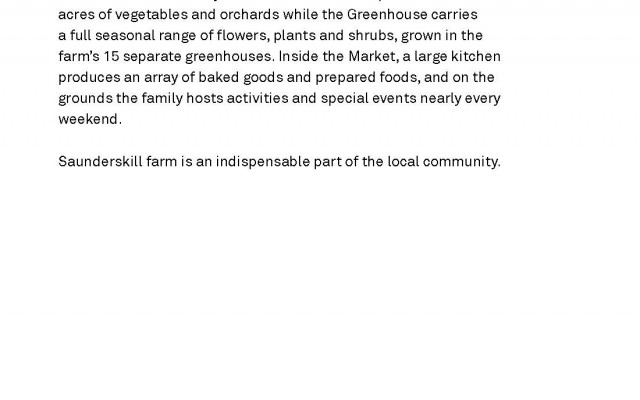 acres of vegetables and orchards while the Greenhouse carries
a full seasonal range of flowers, plants and shrubs, grown in the
farm’s 15 separate greenhouses. Inside the Market, a large kitchen
produces an array of baked goods and prepared foods, and on the
grounds the family hosts activities and special events nearly every
weekend.
Saunderskill farm is an indispensable part of the local community.